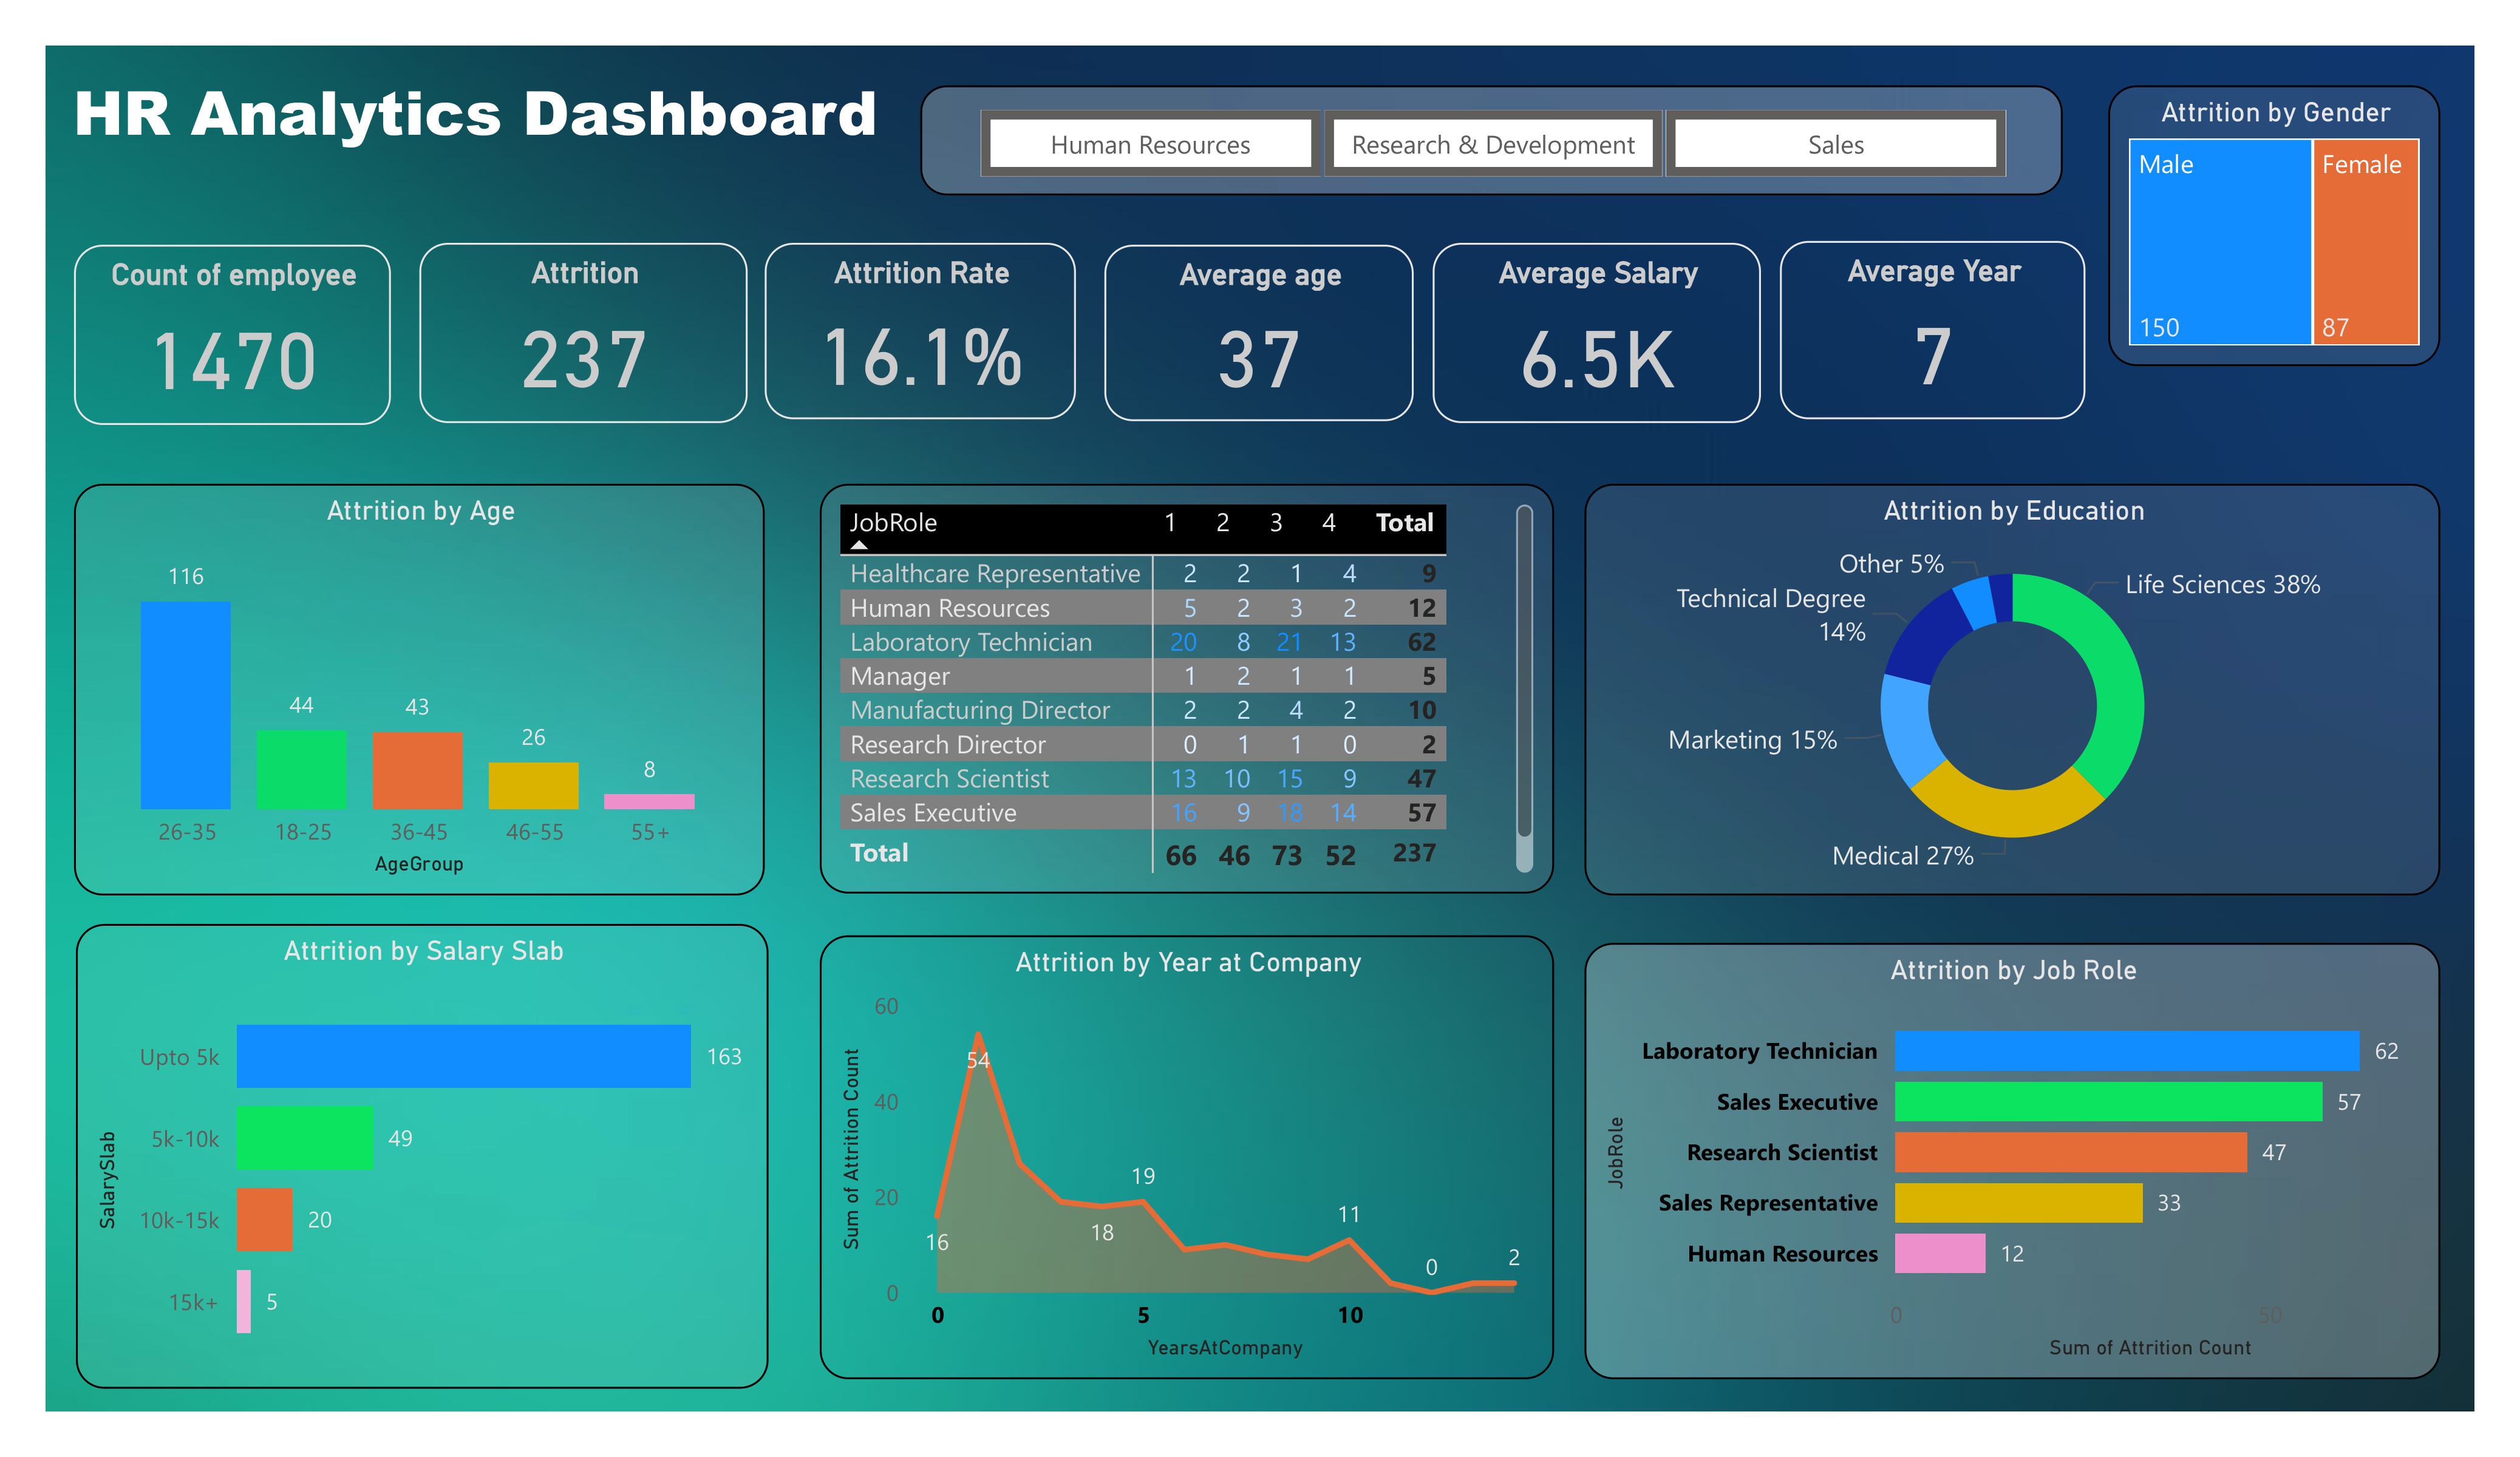 HR Analytics Dashboard
Human Resources
Research & Development
Sales
Attrition by Gender
Male
Female
150
87
Count of employee
1470
Attrition
237
Attrition Rate
16.1%
Average age
37
Average Salary
6.5K
Average Year
7
Attrition by Age
116
44
43
26
8
26-35
18-25
36-45
46-55
55+
AgeGroup
JobRole 1 2 3 4 Total
Healthcare Representative 2 2 1 4 9
Human Resources 5 2 3 2 12
Laboratory Technician 20 8 21 13 62
Manager 1 2 1 1 5
Manufacturing Director 2 2 4 2 10
Research Director 0 1 1 0 2
Research Scientist 13 10 15 9 47
Sales Executive 16 9 18 14 57
Total 66 46 73 52 237
Attrition by Education
Other 5%
Life Sciences 38%
Technical Degree
14%
Marketing 15%
Medical 27%
Attrition by Salary Slab
SalarySlab
Upto 5k 163
5k-10k 49
10k-15k 20
15k+ 5
Attrition by Year at Company
Sum of Attrition Count
60
40
20
0
16
54
18
19
11
0
2
0 5 10
YearsAtCompany
Attrition by Job Role
JobRole
Laboratory Technician 62
Sales Executive 57
Research Scientist 47
Sales Representative 33
Human Resources 12
0 50
Sum of Attrition Count